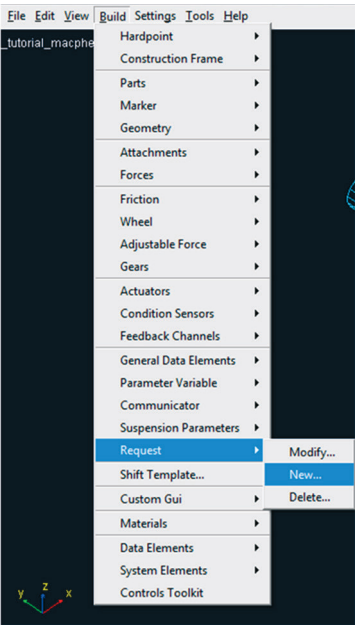 File Edit View Build Settings Tools Help
_tutorial_macphe
Hardpoint
Construction Frame
Parts
Marker
Geometry
Attachments
Forces
Friction
Wheel
Adjustable Force
Gears
Actuators
Condition Sensors
Feedback Channels
General Data Elements
Parameter Variable
Communicator
Suspension Parameters
Request
Modify...
New...
Delete...
Shift Template...
Custom Gui
Materials
Data Elements
System Elements
Controls Toolkit
y z x